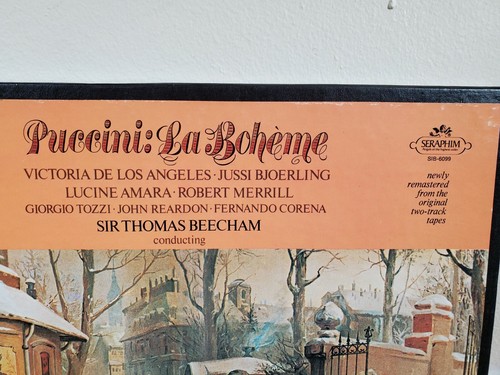 Puccini: La Bohème
VICTORIA DE LOS ANGELES · JUSSI BJOERLING
LUCINE AMARA · ROBERT MERRILL
GIORGIO TOZZI · JOHN REARDON · FERNANDO CORENA
SIR THOMAS BEECHAM
conducting
SERAPHIM
SIB-6099
newly
remastered
from the
original
two-track
tapes